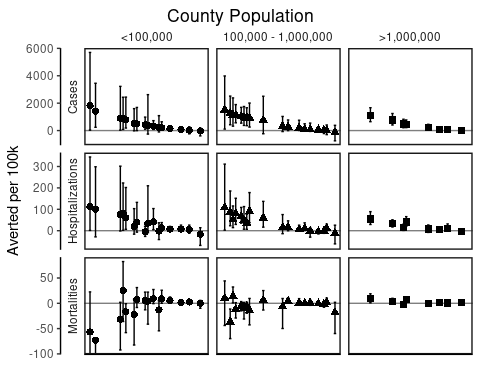 County Population
<100,000
100,000 - 1,000,000
>1,000,000
Averted per 100k
Cases
6000
4000
2000
0
Hospitalizations
300
200
100
0
Mortalities
50
0
-50
-100